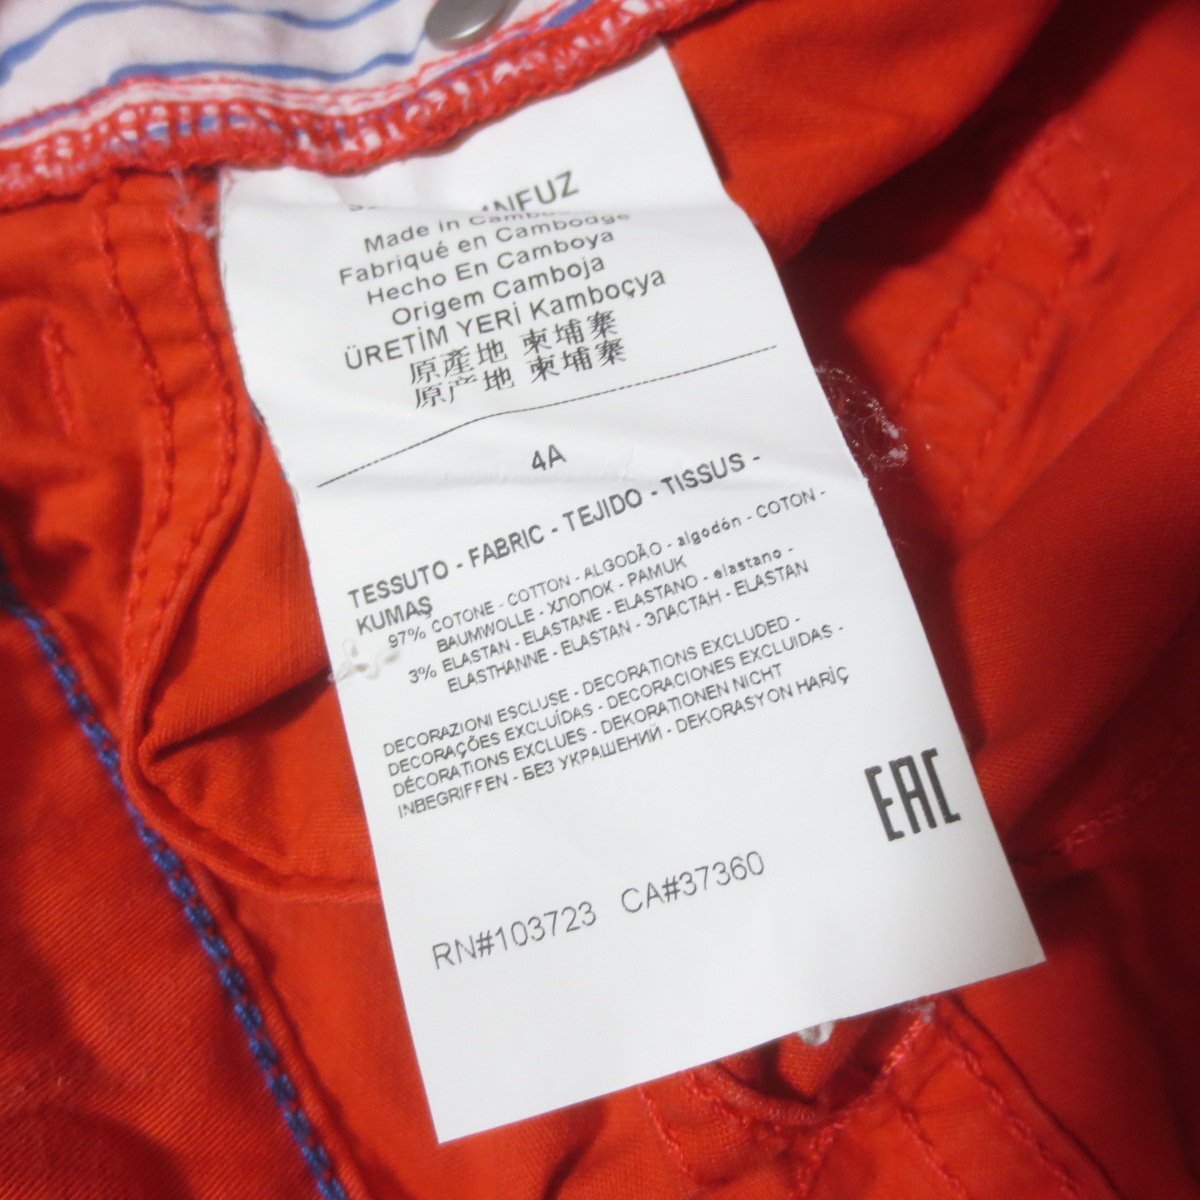 Made in
Fabriqué en Cambodge
Hecho En Camboya
Origem Camboja
ÜRETİM YERİ Kamboçya
原產地 柬埔寨
原产地 柬埔寨
4A
TESSUTO - FABRIC - TEJIDO - TISSUS -
KUMAŞ
97% COTONE - COTTON - ALGODÃO - algodón - COTON -
BAUMWOLLE - ХЛОПОК - PAMUK
3% ELASTAN - ELASTANE - ELASTANO - elastano -
ELASTHANNE - ELASTAN - ЭЛАСТАН - ELASTAN
DECORAZIONI ESCLUSE - DECORATIONS EXCLUDED -
DECORAÇÕES EXCLUÍDAS - DECORACIONES EXCLUIDAS -
DÉCORATIONS EXCLUES - DEKORATIONEN NICHT
INBEGRIFFEN - БЕЗ УКРАШЕНИЙ - DEKORASYON HARİÇ
EAC
RN#103723 CA#37360